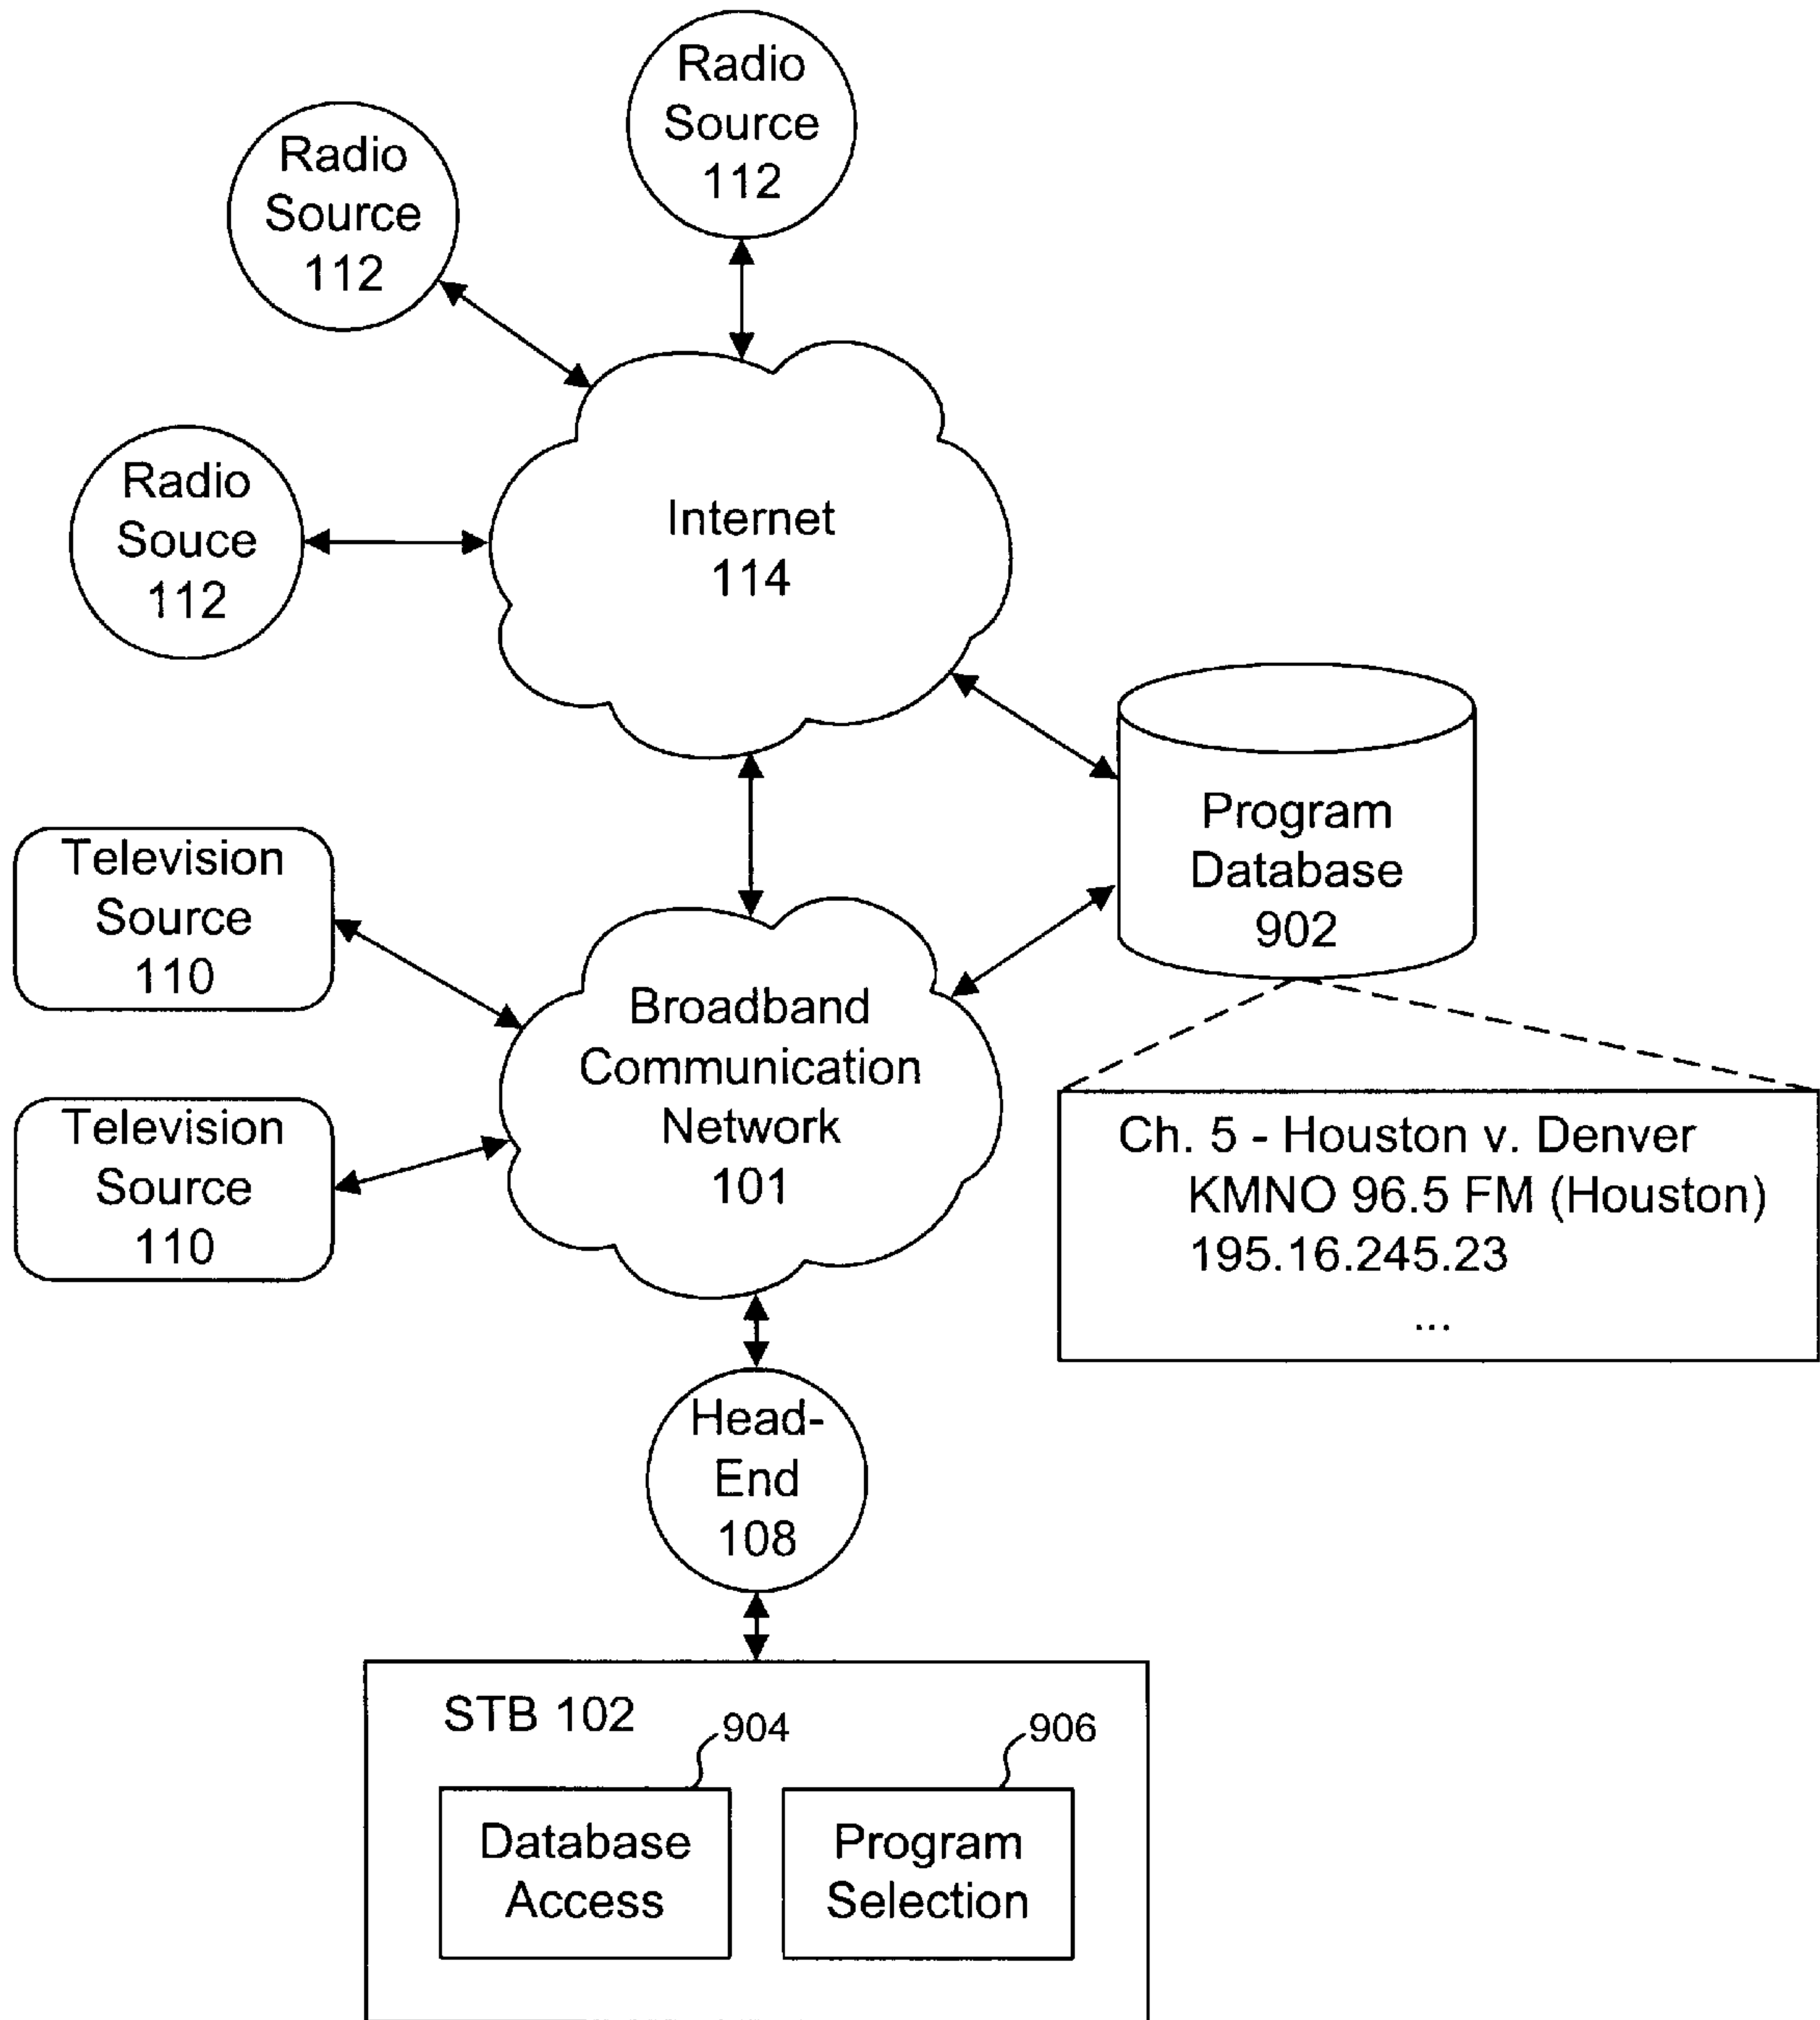 Radio
Source
112
Radio
Source
112
Radio
Souce
112
Internet
114
Program
Database
902
Television
Source
110
Television
Source
110
Broadband
Communication
Network
101
Ch. 5 - Houston v. Denver
KMNO 96.5 FM (Houston)
195.16.245.23
...
Head-
End
108
STB 102
904
906
Database
Access
Program
Selection